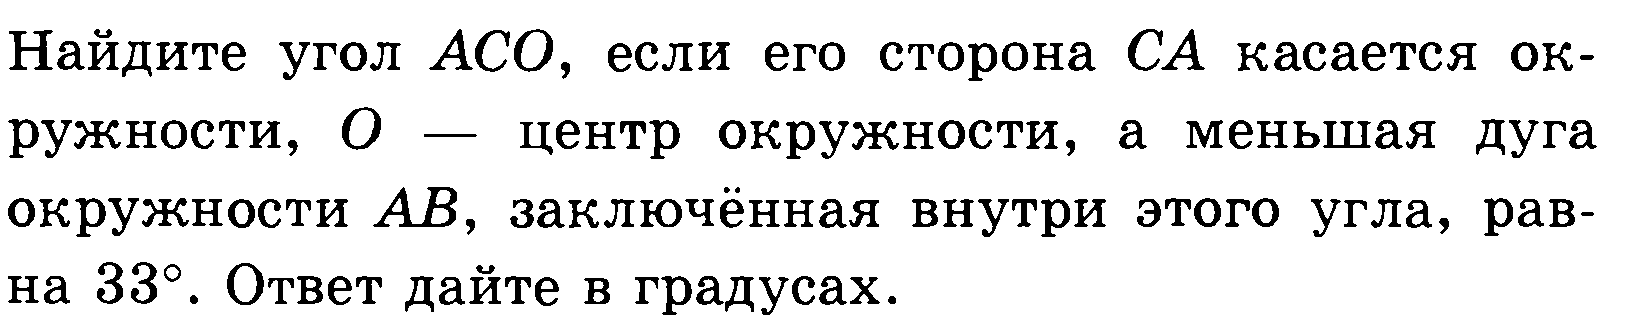 Найдите угол ACO, если его сторона CA касается ок-
ружности, O — центр окружности, а меньшая дуга
окружности AB, заключённая внутри этого угла, рав-
на 33°. Ответ дайте в градусах.